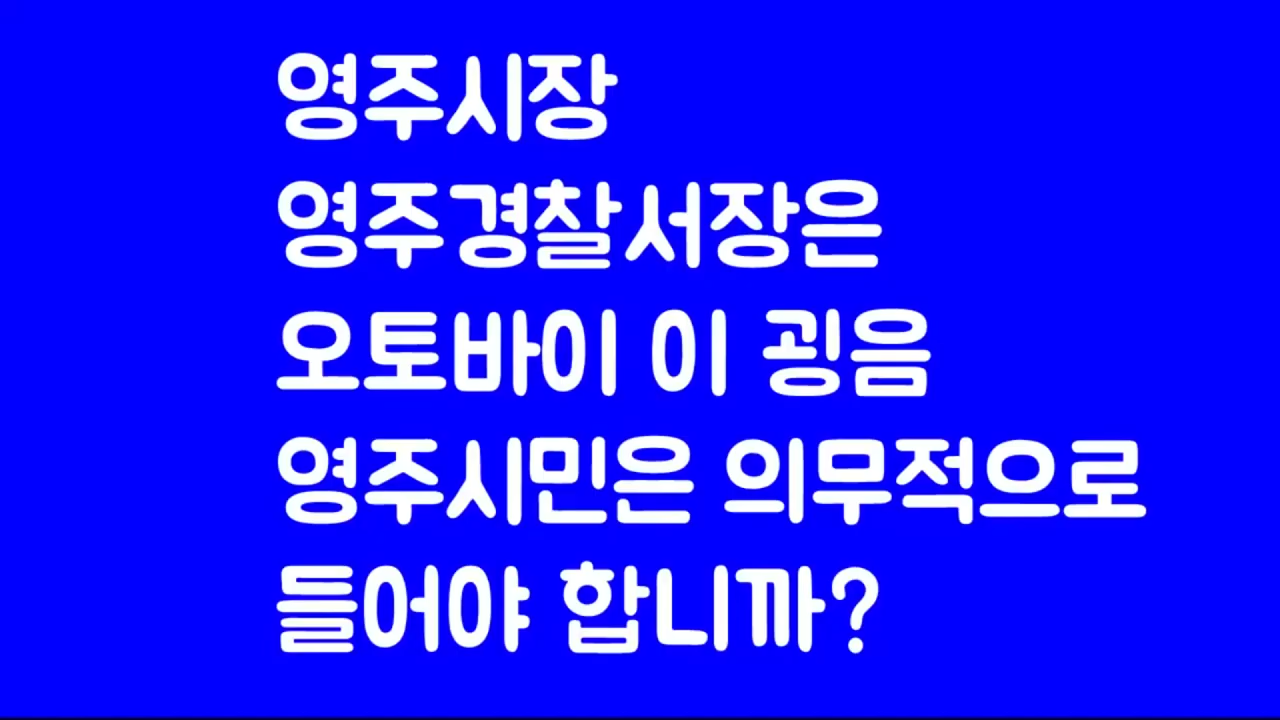 영주시장
영주경찰서장은
오토바이 이 굉음
영주시민은 의무적으로
들어야 합니까?